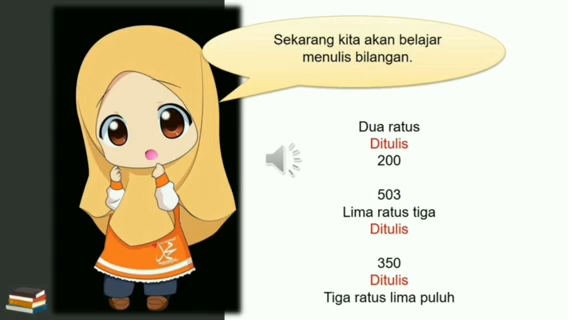 Sekarang kita akan belajar
menulis bilangan.
Dua ratus
Ditulis
200
503
Lima ratus tiga
Ditulis
350
Ditulis
Tiga ratus lima puluh